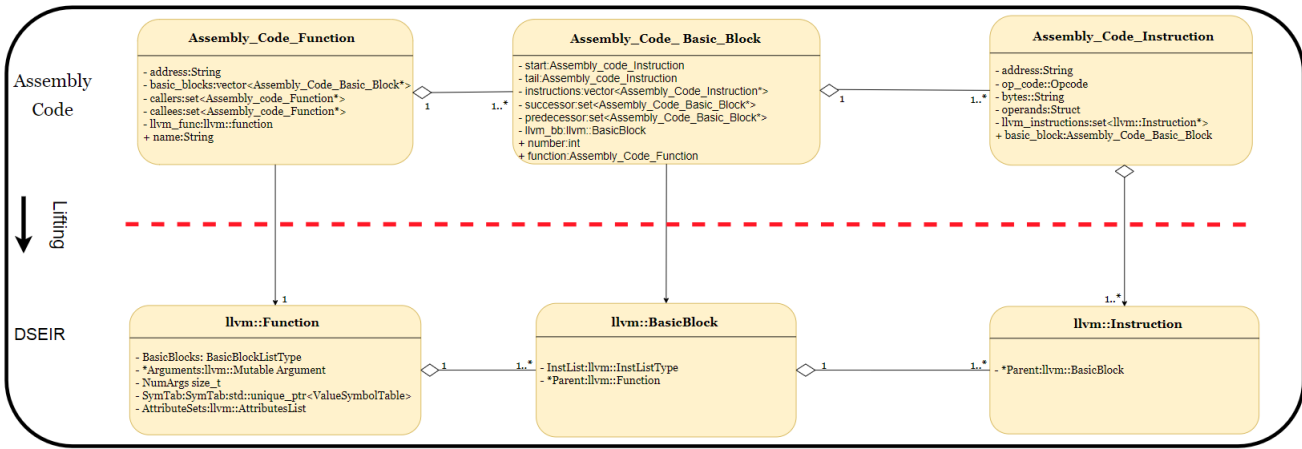 Assembly
Code
Assembly_Code_Function
- address:String
- basic_blocks:vector<Assembly_Code_Basic_Block*>
- callers:set<Assembly_code_Function*>
- callees:set<Assembly_code_Function*>
- llvm_func:llvm::function
+ name:String
1
1..*
Assembly_Code_ Basic_Block
- start:Assembly_code_Instruction
- tail:Assembly_code_Instruction
- instructions:vector<Assembly_Code_Instruction*>
- successor:set<Assembly_Code_Basic_Block*>
- predecessor:set<Assembly_Code_Basic_Block*>
- llvm_bb:llvm::BasicBlock
+ number:int
+ function:Assembly_Code_Function
1
1..*
Assembly_Code_Instruction
- address:String
- op_code::Opcode
- bytes::String
- operands:Struct
- llvm_instructions:set<llvm::Instruction*>
+ basic_block:Assembly_Code_Basic_Block
Lifting
1
1..*
DSEIR
llvm::Function
- BasicBlocks: BasicBlockListType
- *Arguments:llvm::Mutable Argument
- NumArgs size_t
- SymTab:SymTab:std::unique_ptr<ValueSymbolTable>
- AttributeSets:llvm::AttributesList
1
1..*
llvm::BasicBlock
- InstList:llvm::InstListType
- *Parent:llvm::Function
1
1..*
llvm::Instruction
- *Parent:llvm::BasicBlock